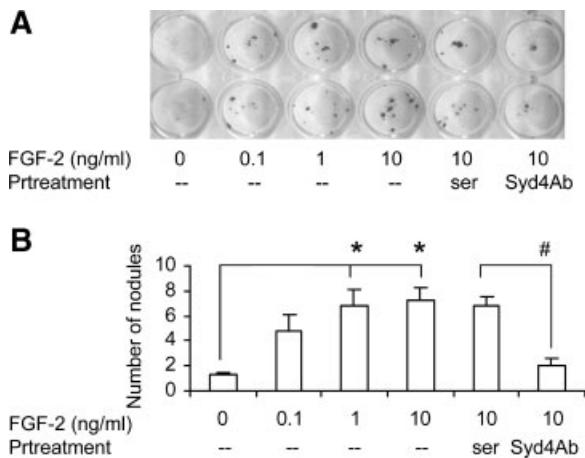 A
FGF-2 (ng/ml) 0 0.1 1 10 10 10
Prtreatment -- -- -- -- ser Syd4Ab
B
* * #
Number of nodules
10
8
6
4
2
0
FGF-2 (ng/ml) 0 0.1 1 10 10 10
Prtreatment -- -- -- -- ser Syd4Ab